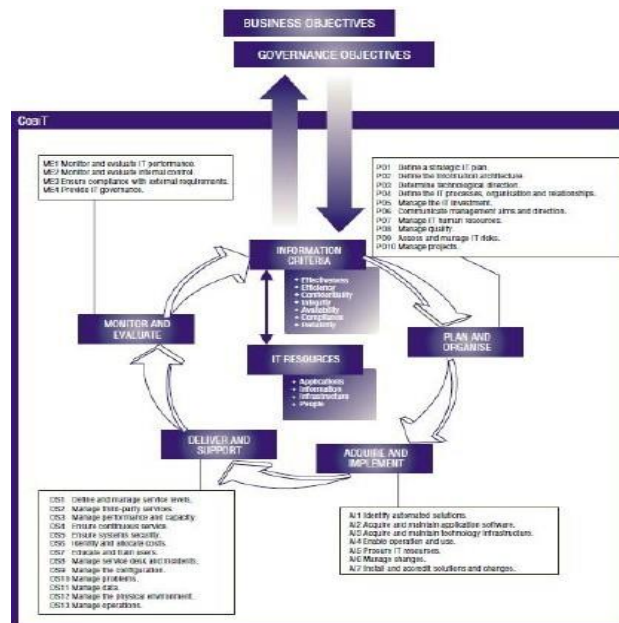 BUSINESS OBJECTIVES
GOVERNANCE OBJECTIVES
COBIT
ME1 Monitor and evaluate IT performance.
ME2 Monitor and evaluate internal control.
ME3 Ensure compliance with external requirements.
ME4 Provide IT governance.
PO1 Define a strategic IT plan.
PO2 Define the information architecture.
PO3 Determine technological direction.
PO4 Define the IT processes, organisation and relationships.
PO5 Manage the IT investment.
PO6 Communicate management aims and direction.
PO7 Manage IT human resources.
PO8 Manage quality.
PO9 Assess and manage IT risks.
PO10 Manage projects.
INFORMATION
CRITERIA
• Effectiveness
• Efficiency
• Confidentiality
• Integrity
• Availability
• Compliance
• Reliability
MONITOR AND
EVALUATE
PLAN AND
ORGANISE
IT RESOURCES
• Applications
• Information
• Infrastructure
• People
DELIVER AND
SUPPORT
ACQUIRE AND
IMPLEMENT
DS1 Define and manage service levels.
DS2 Manage third-party services.
DS3 Manage performance and capacity.
DS4 Ensure continuous service.
DS5 Ensure systems security.
DS6 Identify and allocate costs.
DS7 Educate and train users.
DS8 Manage service desk and incidents.
DS9 Manage the configuration.
DS10 Manage problems.
DS11 Manage data.
DS12 Manage the physical environment.
DS13 Manage operations.
AI1 Identify automated solutions.
AI2 Acquire and maintain application software.
AI3 Acquire and maintain technology infrastructure.
AI4 Enable operation and use.
AI5 Procure IT resources.
AI6 Manage changes.
AI7 Install and accredit solutions and changes.